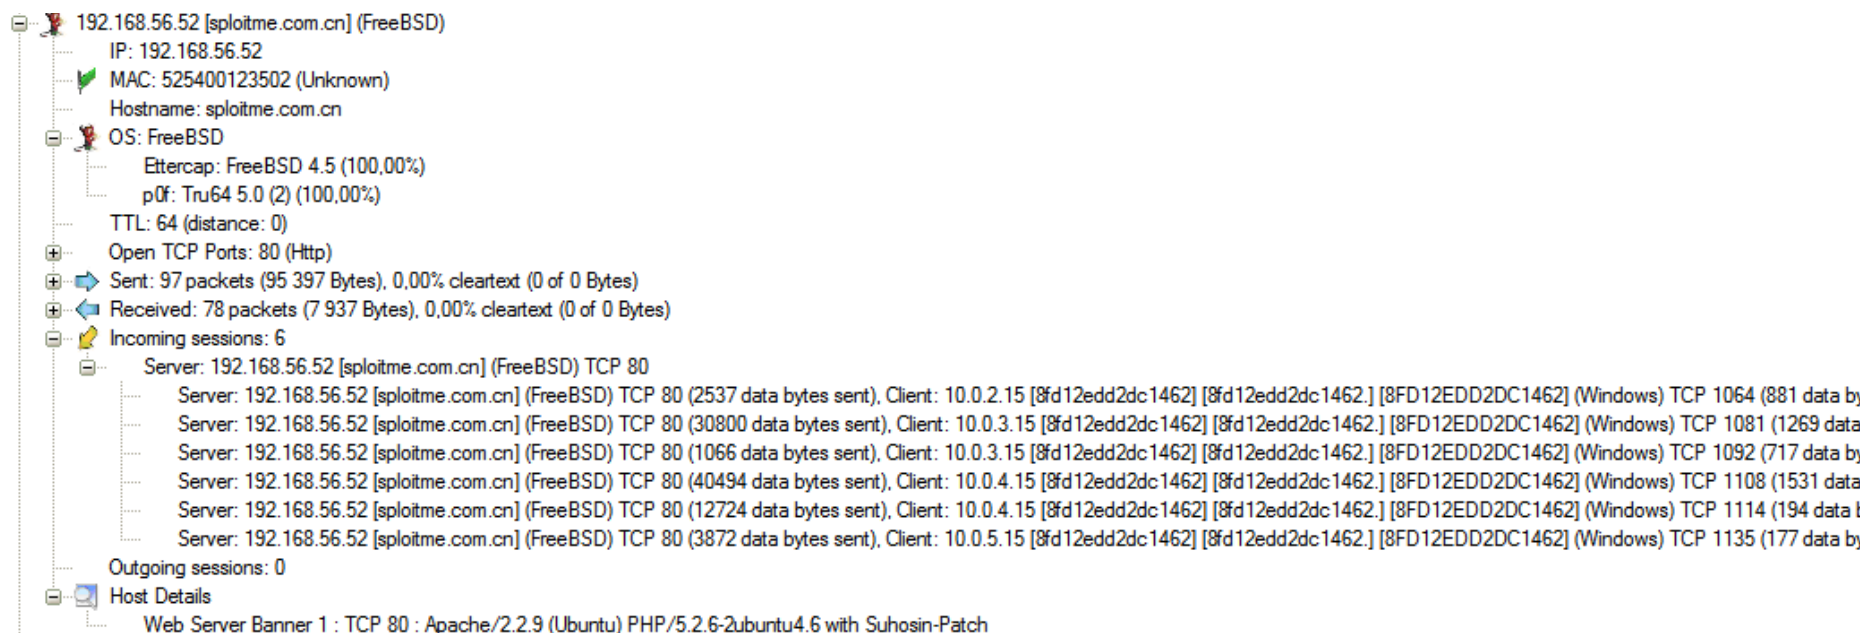 192.168.56.52 [sploitme.com.cn] (FreeBSD)
IP: 192.168.56.52
MAC: 525400123502 (Unknown)
Hostname: sploitme.com.cn
OS: FreeBSD
Ettercap: FreeBSD 4.5 (100,00%)
p0f: Tru64 5.0 (2) (100,00%)
TTL: 64 (distance: 0)
Open TCP Ports: 80 (Http)
Sent: 97 packets (95 397 Bytes), 0,00% cleartext (0 of 0 Bytes)
Received: 78 packets (7 937 Bytes), 0,00% cleartext (0 of 0 Bytes)
Incoming sessions: 6
Server: 192.168.56.52 [sploitme.com.cn] (FreeBSD) TCP 80
Server: 192.168.56.52 [sploitme.com.cn] (FreeBSD) TCP 80 (2537 data bytes sent), Client: 10.0.2.15 [8fd12edd2dc1462] [8fd12edd2dc1462.] [8FD12EDD2DC1462] (Windows) TCP 1064 (881 data by
Server: 192.168.56.52 [sploitme.com.cn] (FreeBSD) TCP 80 (30800 data bytes sent), Client: 10.0.3.15 [8fd12edd2dc1462] [8fd12edd2dc1462.] [8FD12EDD2DC1462] (Windows) TCP 1081 (1269 data
Server: 192.168.56.52 [sploitme.com.cn] (FreeBSD) TCP 80 (1066 data bytes sent), Client: 10.0.3.15 [8fd12edd2dc1462] [8fd12edd2dc1462.] [8FD12EDD2DC1462] (Windows) TCP 1092 (717 data by
Server: 192.168.56.52 [sploitme.com.cn] (FreeBSD) TCP 80 (40494 data bytes sent), Client: 10.0.4.15 [8fd12edd2dc1462] [8fd12edd2dc1462.] [8FD12EDD2DC1462] (Windows) TCP 1108 (1531 data
Server: 192.168.56.52 [sploitme.com.cn] (FreeBSD) TCP 80 (12724 data bytes sent), Client: 10.0.4.15 [8fd12edd2dc1462] [8fd12edd2dc1462.] [8FD12EDD2DC1462] (Windows) TCP 1114 (194 data b
Server: 192.168.56.52 [sploitme.com.cn] (FreeBSD) TCP 80 (3872 data bytes sent), Client: 10.0.5.15 [8fd12edd2dc1462] [8fd12edd2dc1462.] [8FD12EDD2DC1462] (Windows) TCP 1135 (177 data by
Outgoing sessions: 0
Host Details
Web Server Banner 1 : TCP 80 : Apache/2.2.9 (Ubuntu) PHP/5.2.6-2ubuntu4.6 with Suhosin-Patch